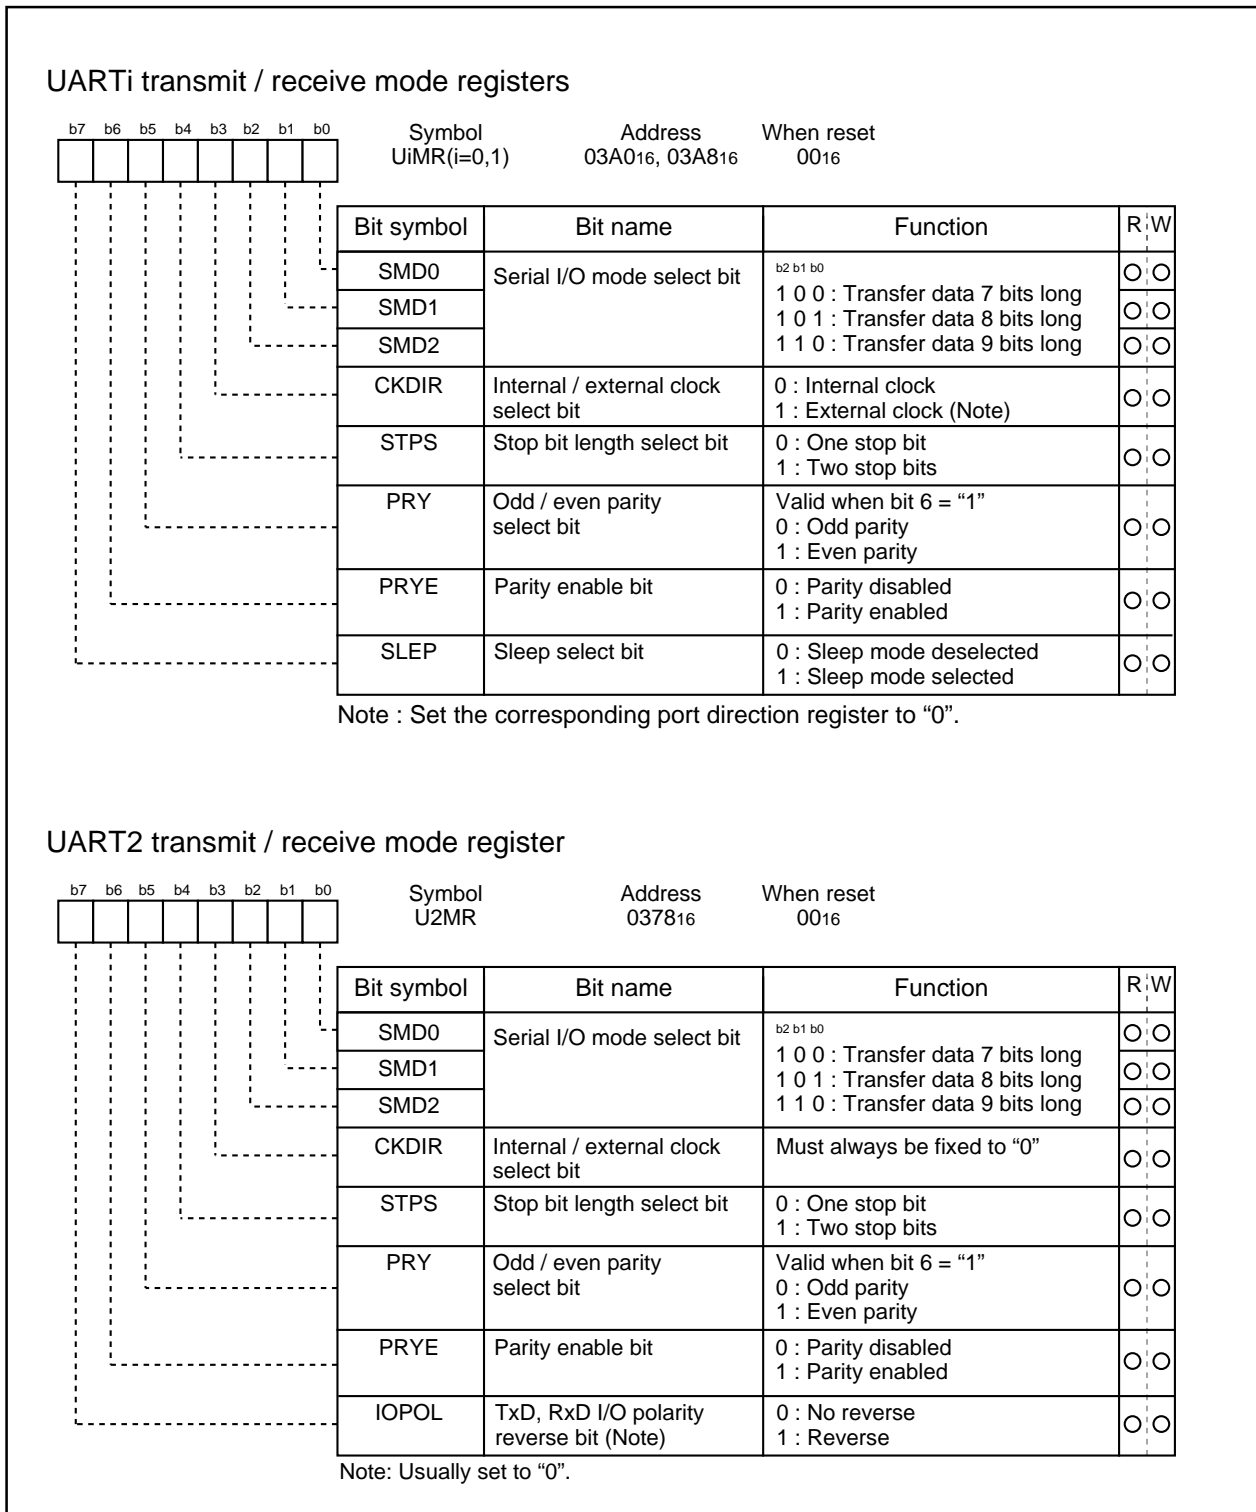 UARTi transmit / receive mode registers
b7 b6 b5 b4 b3 b2 b1 b0
Symbol Address When reset
UiMR(i=0,1) 03A016, 03A816 0016
Bit symbol Bit name Function R W
SMD0 Serial I/O mode select bit b2 b1 b0
1 0 0 : Transfer data 7 bits long
SMD1 1 0 1 : Transfer data 8 bits long
SMD2 1 1 0 : Transfer data 9 bits long
CKDIR Internal / external clock 0 : Internal clock
select bit 1 : External clock (Note)
STPS Stop bit length select bit 0 : One stop bit
1 : Two stop bits
PRY Odd / even parity Valid when bit 6 = “1”
select bit 0 : Odd parity
1 : Even parity
PRYE Parity enable bit 0 : Parity disabled
1 : Parity enabled
SLEP Sleep select bit 0 : Sleep mode deselected
1 : Sleep mode selected
Note : Set the corresponding port direction register to “0”.
UART2 transmit / receive mode register
b7 b6 b5 b4 b3 b2 b1 b0
Symbol Address When reset
U2MR 037816 0016
Bit symbol Bit name Function R W
SMD0 Serial I/O mode select bit b2 b1 b0
1 0 0 : Transfer data 7 bits long
SMD1 1 0 1 : Transfer data 8 bits long
SMD2 1 1 0 : Transfer data 9 bits long
CKDIR Internal / external clock Must always be fixed to “0”
select bit
STPS Stop bit length select bit 0 : One stop bit
1 : Two stop bits
PRY Odd / even parity Valid when bit 6 = “1”
select bit 0 : Odd parity
1 : Even parity
PRYE Parity enable bit 0 : Parity disabled
1 : Parity enabled
IOPOL TxD, RxD I/O polarity 0 : No reverse
reverse bit (Note) 1 : Reverse
Note: Usually set to “0”.